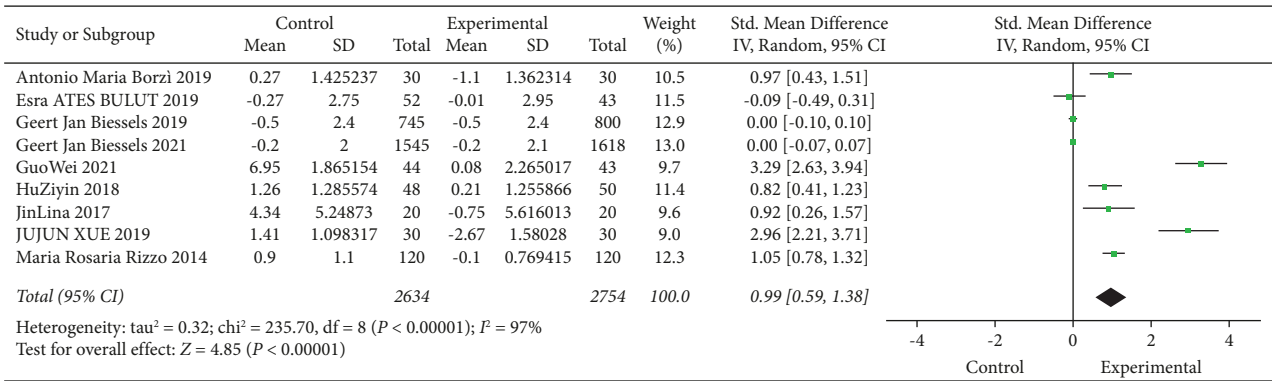 Study or Subgroup Control Experimental Weight (%) Std. Mean Difference IV, Random, 95% CI Std. Mean Difference IV, Random, 95% CI
Mean SD Total Mean SD Total
Antonio Maria Borzì 2019 0.27 1.425237 30 -1.1 1.362314 30 10.5 0.97 [0.43, 1.51]
Esra ATES BULUT 2019 -0.27 2.75 52 -0.01 2.95 43 11.5 -0.09 [-0.49, 0.31]
Geert Jan Biessels 2019 -0.5 2.4 745 -0.5 2.4 800 12.9 0.00 [-0.10, 0.10]
Geert Jan Biessels 2021 -0.2 2 1545 -0.2 2.1 1618 13.0 0.00 [-0.07, 0.07]
GuoWei 2021 6.95 1.865154 44 0.08 2.265017 43 9.7 3.29 [2.63, 3.94]
HuZiyin 2018 1.26 1.285574 48 0.21 1.255866 50 11.4 0.82 [0.41, 1.23]
JinLina 2017 4.34 5.24873 20 -0.75 5.616013 20 9.6 0.92 [0.26, 1.57]
JUJUN XUE 2019 1.41 1.098317 30 -2.67 1.58028 30 9.0 2.96 [2.21, 3.71]
Maria Rosaria Rizzo 2014 0.9 1.1 120 -0.1 0.769415 120 12.3 1.05 [0.78, 1.32]
Total (95% CI) 2634 2754 100.0 0.99 [0.59, 1.38]
Heterogeneity: tau² = 0.32; chi² = 235.70, df = 8 (P < 0.00001); I² = 97%
Test for overall effect: Z = 4.85 (P < 0.00001)
-4 -2 0 2 4
Control Experimental